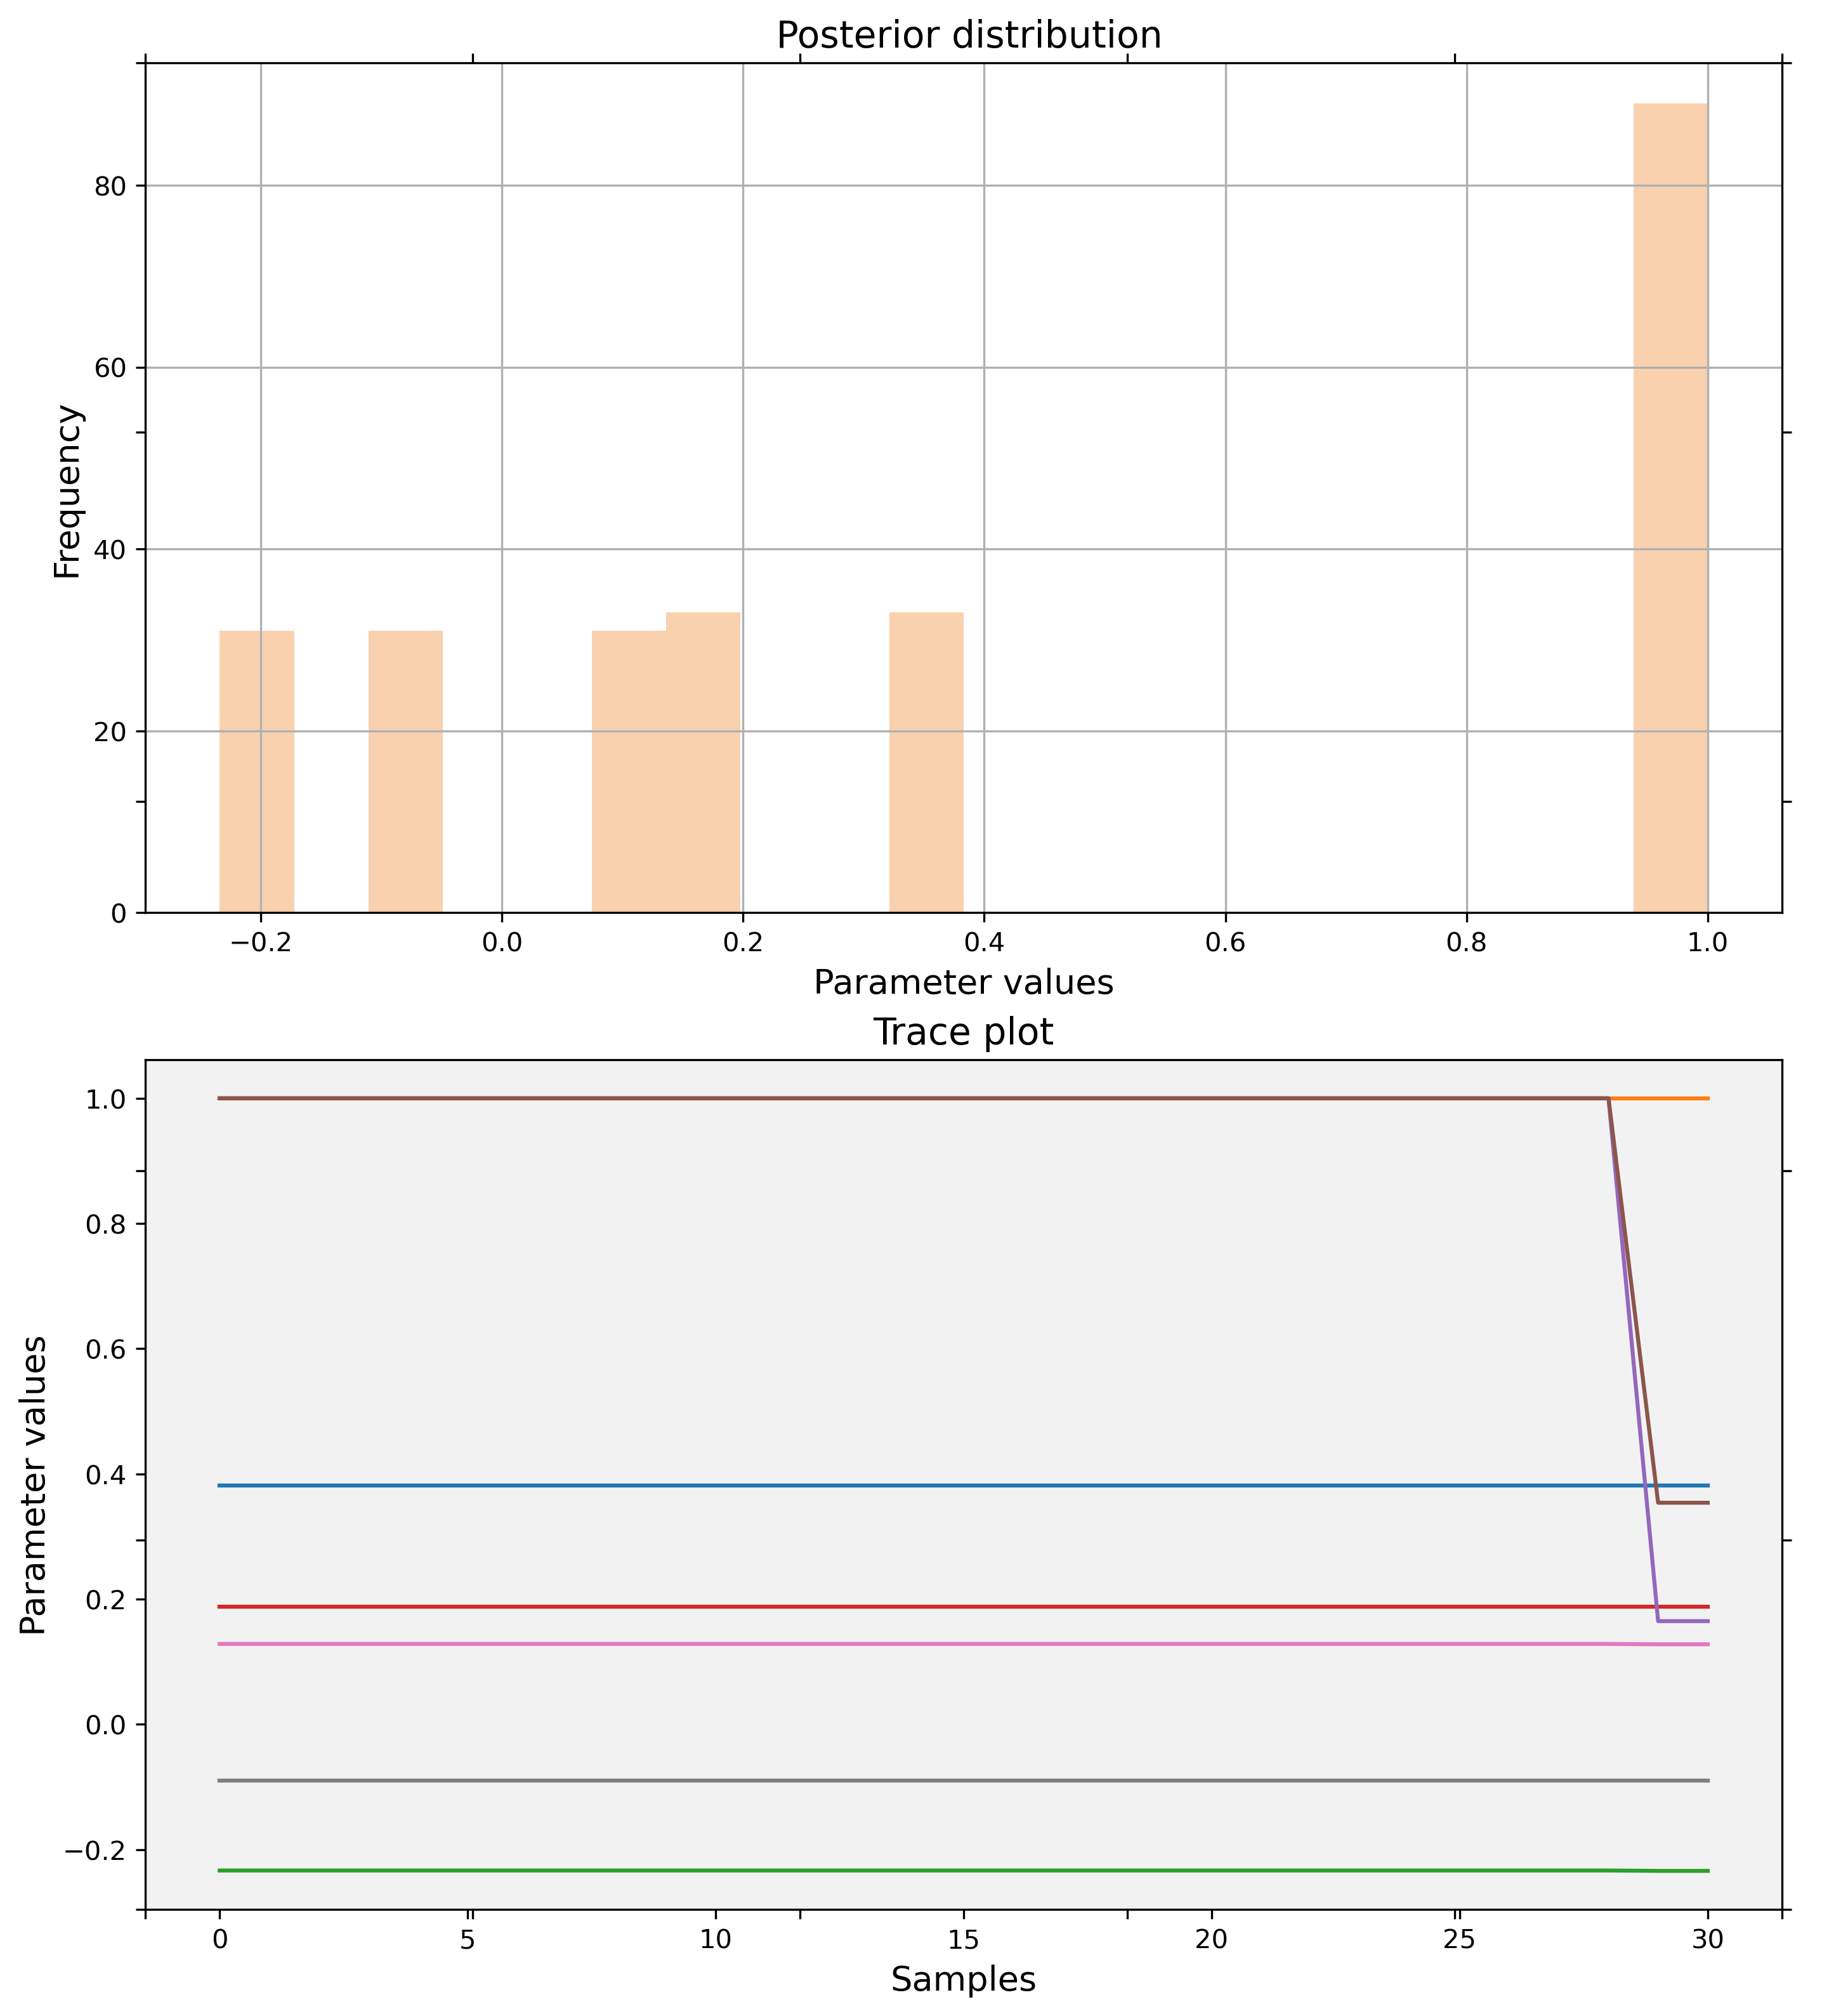 Posterior distribution
80
60
40
20
0
Frequency
−0.2 0.0 0.2 0.4 0.6 0.8 1.0
Parameter values
Trace plot
1.0
0.8
0.6
0.4
0.2
0.0
−0.2
Parameter values
0 5 10 15 20 25 30
Samples